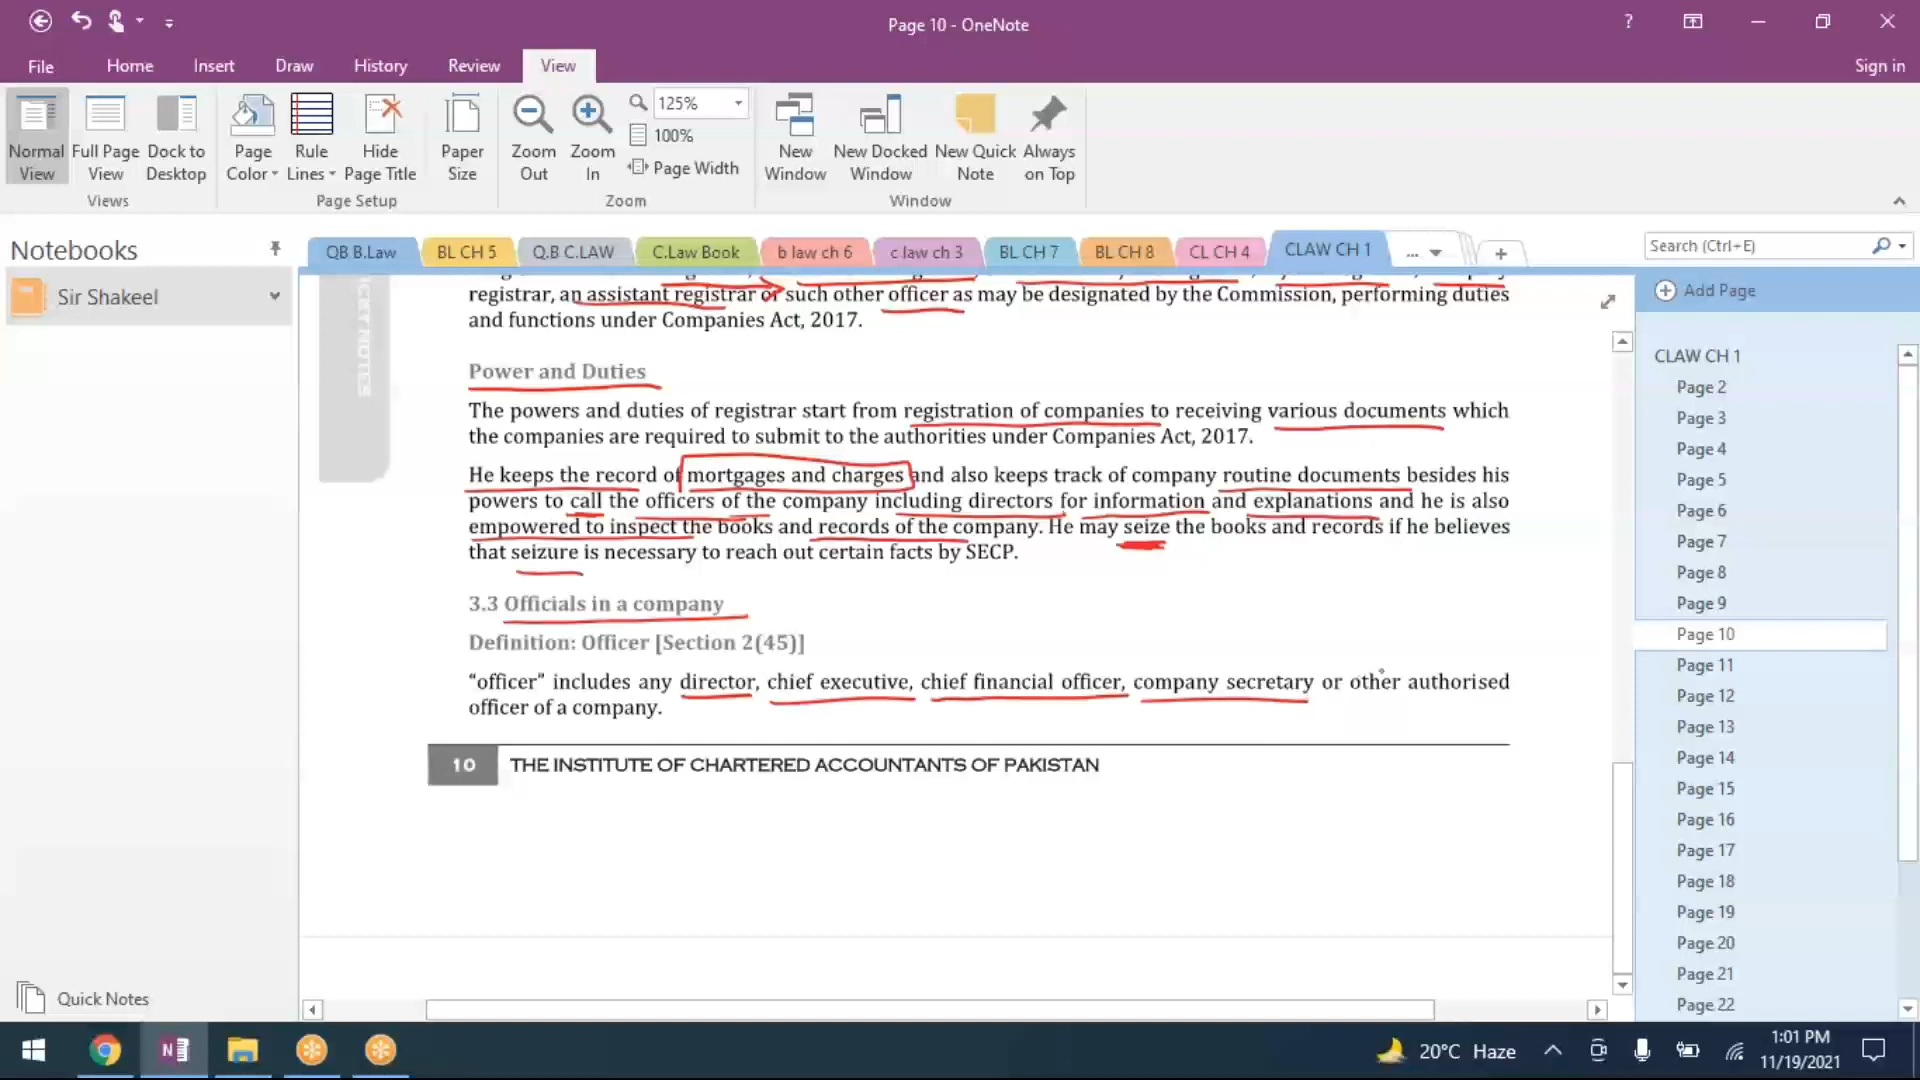 Page 10 - OneNote
?
File Home Insert Draw History Review View Sign in
Normal View
Full Page View
Dock to Desktop
Views
Page Color
Rule Lines
Hide Page Title
Paper Size
Page Setup
Zoom Out
Zoom In
125%
100%
Page Width
Zoom
New Window
New Docked Window
New Quick Note
Always on Top
Window
Notebooks
Sir Shakeel
Quick Notes
QB B.Law BL CH 5 Q.B C.LAW C.Law Book b law ch 6 c law ch 3 BL CH 7 BL CH 8 CL CH 4 CLAW CH 1 ... +
Search (Ctrl+E)
registrar, an assistant registrar or such other officer as may be designated by the Commission, performing duties
and functions under Companies Act, 2017.
Power and Duties
The powers and duties of registrar start from registration of companies to receiving various documents which
the companies are required to submit to the authorities under Companies Act, 2017.
He keeps the record of mortgages and charges and also keeps track of company routine documents besides his
powers to call the officers of the company including directors for information and explanations and he is also
empowered to inspect the books and records of the company. He may seize the books and records if he believes
that seizure is necessary to reach out certain facts by SECP.
3.3 Officials in a company
Definition: Officer [Section 2(45)]
“officer” includes any director, chief executive, chief financial officer, company secretary or other authorised
officer of a company.
10 THE INSTITUTE OF CHARTERED ACCOUNTANTS OF PAKISTAN
Add Page
CLAW CH 1
Page 2
Page 3
Page 4
Page 5
Page 6
Page 7
Page 8
Page 9
Page 10
Page 11
Page 12
Page 13
Page 14
Page 15
Page 16
Page 17
Page 18
Page 19
Page 20
Page 21
Page 22
20°C Haze
1:01 PM
11/19/2021